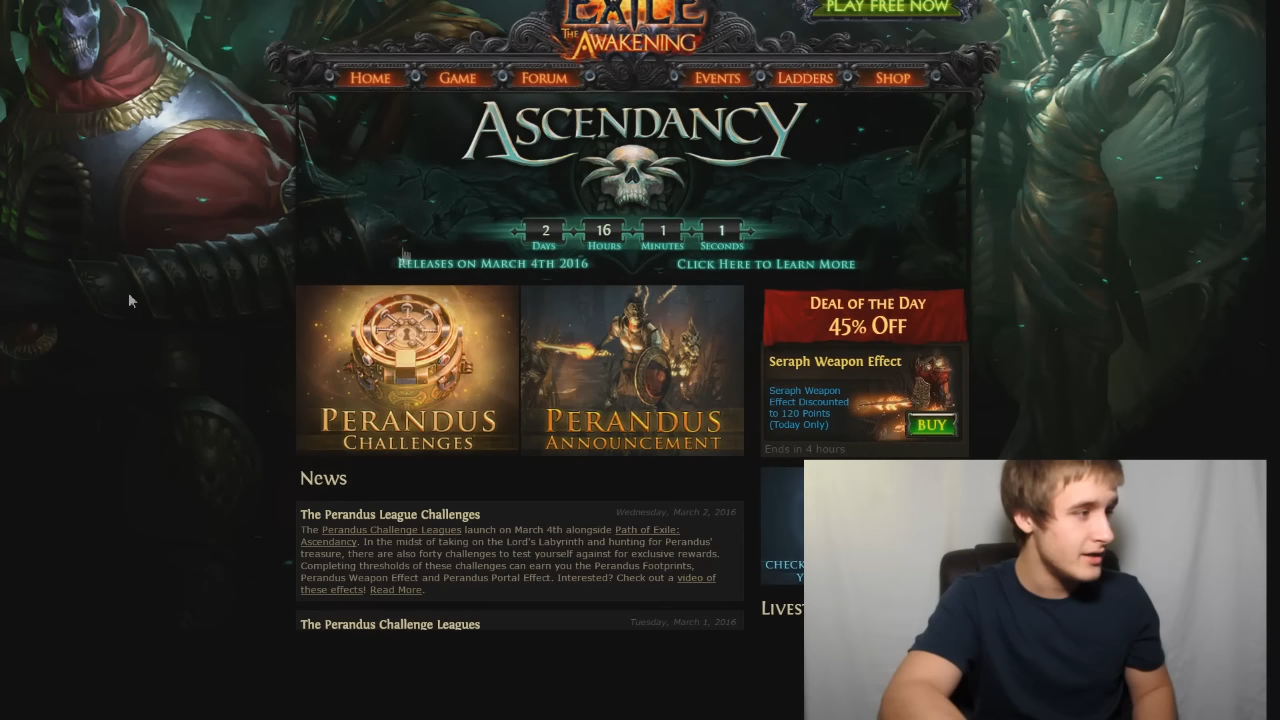 PLAY FREE NOW
EXILE
THE AWAKENING
HOME GAME FORUM EVENTS LADDERS SHOP
ASCENDANCY
2 16 1 1
DAYS HOURS MINUTES SECONDS
RELEASES ON MARCH 4TH 2016 CLICK HERE TO LEARN MORE
PERANDUS
CHALLENGES
PERANDUS
ANNOUNCEMENT
DEAL OF THE DAY
45% OFF
Seraph Weapon Effect
Seraph Weapon
Effect Discounted
to 120 Points
(Today Only)
BUY
Ends in 4 hours
NEWS
The Perandus League Challenges Wednesday, March 2, 2016
The Perandus Challenge Leagues launch on March 4th alongside Path of Exile:
Ascendancy. In the midst of taking on the Lord's Labyrinth and hunting for Perandus'
treasure, there are also forty challenges to test yourself against for exclusive rewards.
Completing thresholds of these challenges can earn you the Perandus Footprints,
Perandus Weapon Effect and Perandus Portal Effect. Interested? Check out a video of
these effects! Read More.
The Perandus Challenge Leagues Tuesday, March 1, 2016
CHECK